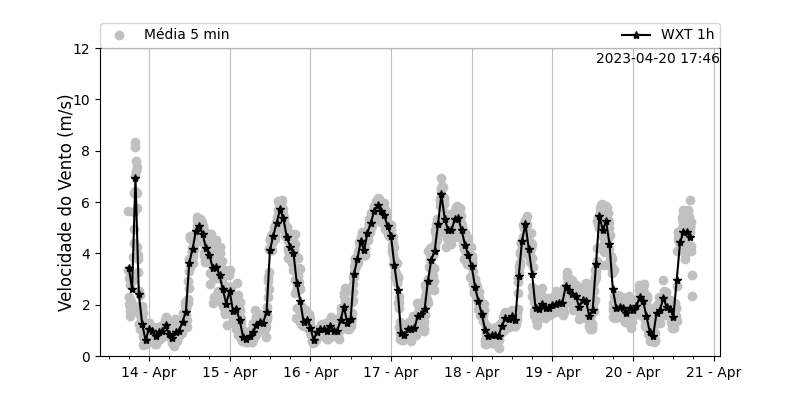 Média 5 min WXT 1h
2023-04-20 17:46
Velocidade do Vento (m/s)
12
10
8
6
4
2
0
14 - Apr 15 - Apr 16 - Apr 17 - Apr 18 - Apr 19 - Apr 20 - Apr 21 - Apr